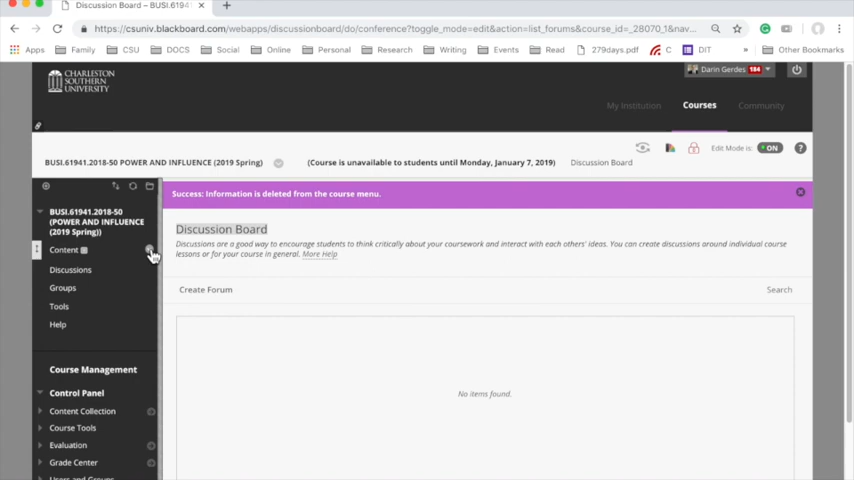 Discussion Board – BUSI.61941
https://csuniv.blackboard.com/webapps/discussionboard/do/conference?toggle_mode=edit&action=list_forums&course_id=_28070_1&nav...
Apps Family CSU DOCS Social Online Personal Research Writing Events Read 279days.pdf C DIT » Other Bookmarks
CHARLESTON
SOUTHERN
UNIVERSITY
Darin Gerdes 184
My Institution Courses Community
BUSI.61941.2018-50 POWER AND INFLUENCE (2019 Spring) (Course is unavailable to students until Monday, January 7, 2019) Discussion Board Edit Mode is: ON ?
Success: Information is deleted from the course menu.
BUSI.61941.2018-50
(POWER AND INFLUENCE
(2019 Spring))
Content
Discussions
Groups
Tools
Help
Course Management
Control Panel
Content Collection
Course Tools
Evaluation
Grade Center
Users and Groups
Discussion Board
Discussions are a good way to encourage students to think critically about your coursework and interact with each others' ideas. You can create discussions around individual course
lessons or for your course in general. More Help
Create Forum Search
No items found.